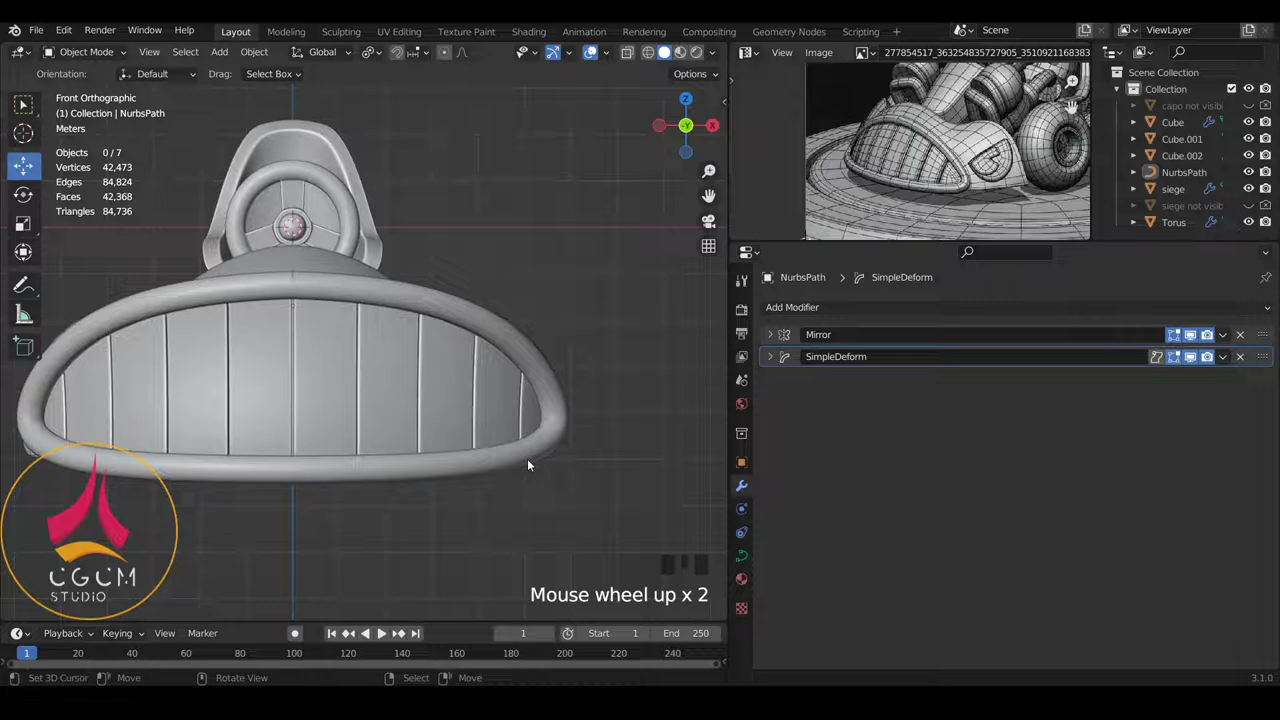 File Edit Render Window Help Layout Modeling Sculpting UV Editing Texture Paint Shading Animation Rendering Compositing Geometry Nodes Scripting Scene ViewLayer
Object Mode View Select Add Object Global View Image 277854517_363254835727905_3510921168383
Orientation: Default Drag: Select Box Options Scene Collection
Front Orthographic
(1) Collection | NurbsPath
Meters
Objects 0 / 7
Vertices 42,473
Edges 84,824
Faces 42,368
Triangles 84,736
Z
-Y
X
Collection
capo not visibl
Cube
Cube.001
Cube.002
NurbsPath
siege
siege not visib
Torus
NurbsPath SimpleDeform
Add Modifier
Mirror
SimpleDeform
CGCM
STUDIO
Mouse wheel up x 2
Playback Keying View Marker 1 Start 1 End 250
1 20 40 60 80 100 120 140 160 180 200 220 240
Set 3D Cursor Move Rotate View Select Move 3.1.0